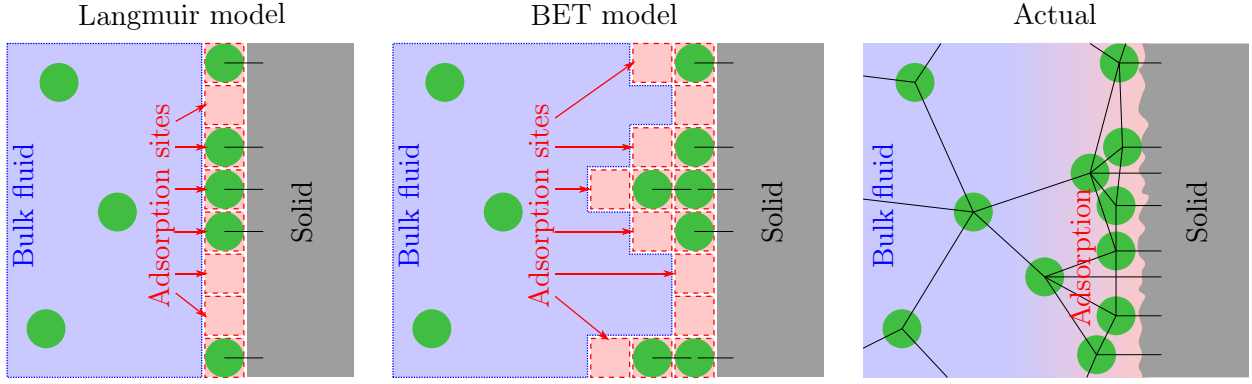 Langmuir model
Bulk fluid
Adsorption sites
Solid
BET model
Bulk fluid
Adsorption sites
Solid
Actual
Bulk fluid
Adsorption
Solid